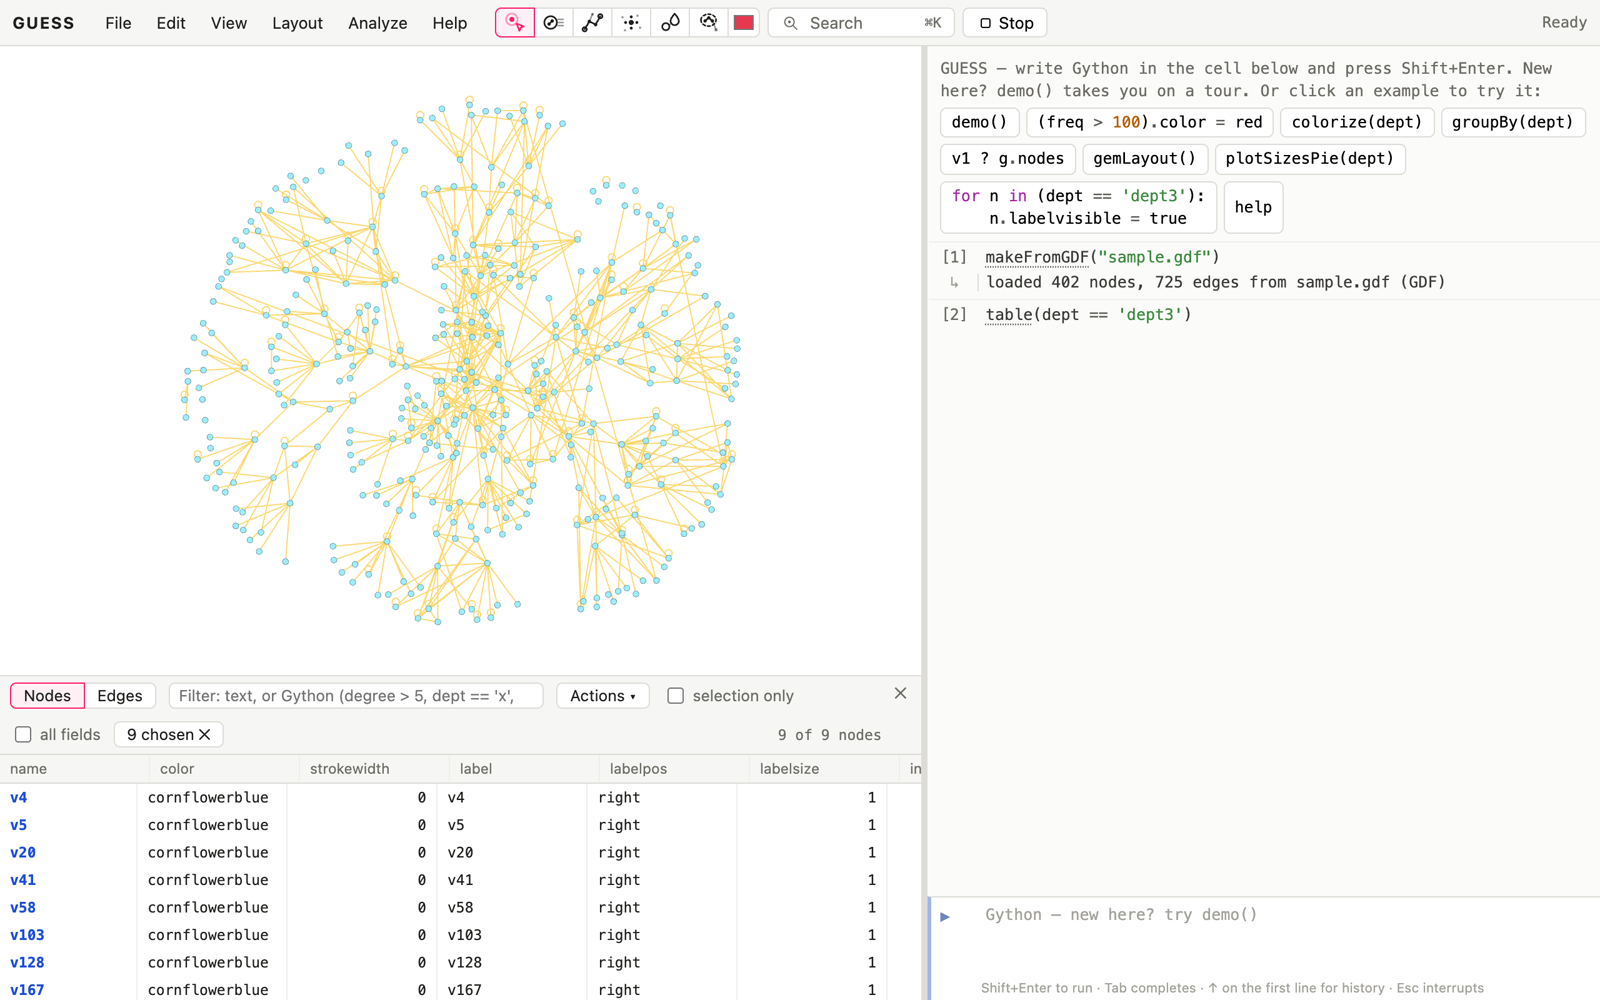 GUESS File Edit View Layout Analyze Help Search ⌘K Stop Ready
GUESS — write Gython in the cell below and press Shift+Enter. New
here? demo() takes you on a tour. Or click an example to try it:
demo() (freq > 100).color = red colorize(dept) groupBy(dept)
v1 ? g.nodes gemLayout() plotSizesPie(dept)
for n in (dept == 'dept3'):
n.labelvisible = true
help
[1] makeFromGDF("sample.gdf")
↳ loaded 402 nodes, 725 edges from sample.gdf (GDF)
[2] table(dept == 'dept3')
Nodes Edges Filter: text, or Gython (degree > 5, dept == 'x', Actions ▾ selection only ×
all fields 9 chosen × 9 of 9 nodes
name color strokewidth label labelpos labelsize in
v4 cornflowerblue 0 v4 right 1
v5 cornflowerblue 0 v5 right 1
v20 cornflowerblue 0 v20 right 1
v41 cornflowerblue 0 v41 right 1
v58 cornflowerblue 0 v58 right 1
v103 cornflowerblue 0 v103 right 1
v128 cornflowerblue 0 v128 right 1
v167 cornflowerblue 0 v167 right 1
Gython — new here? try demo()
Shift+Enter to run · Tab completes · ↑ on the first line for history · Esc interrupts